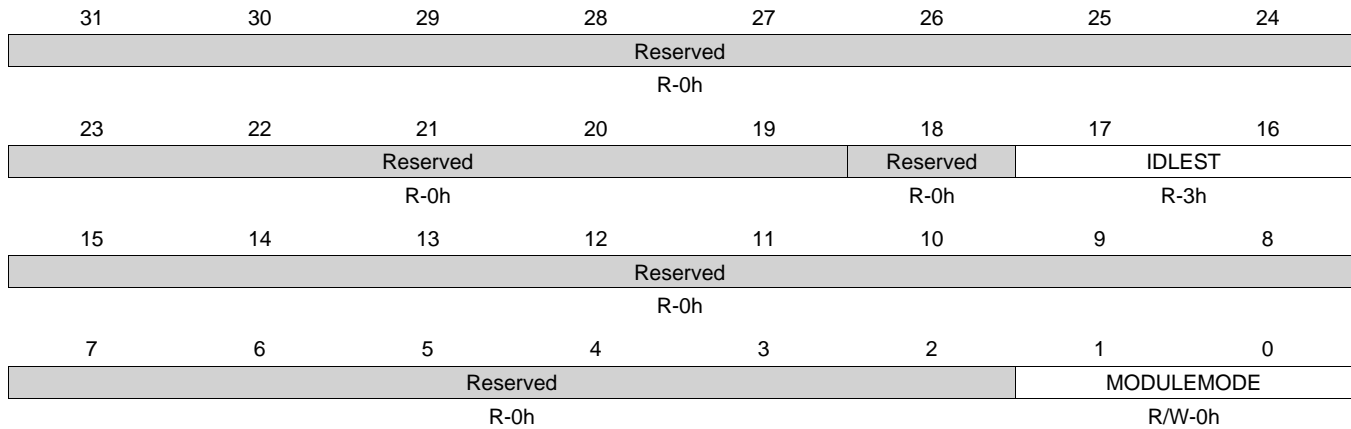 31 30 29 28 27 26 25 24
Reserved
R-0h
23 22 21 20 19 18 17 16
Reserved Reserved IDLEST
R-0h R-0h R-3h
15 14 13 12 11 10 9 8
Reserved
R-0h
7 6 5 4 3 2 1 0
Reserved MODULEMODE
R-0h R/W-0h